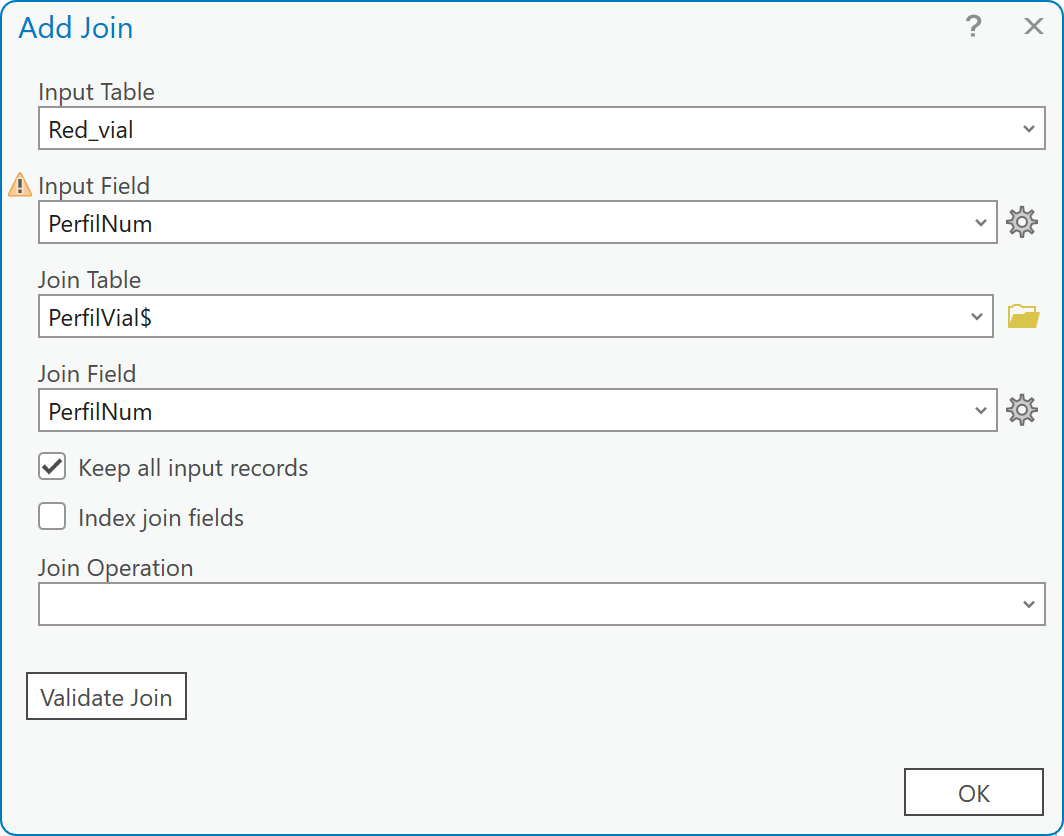 Add Join
?
Input Table
Red_vial
Input Field
PerfilNum
Join Table
PerfilVial$
Join Field
PerfilNum
Keep all input records
Index join fields
Join Operation
Validate Join
OK